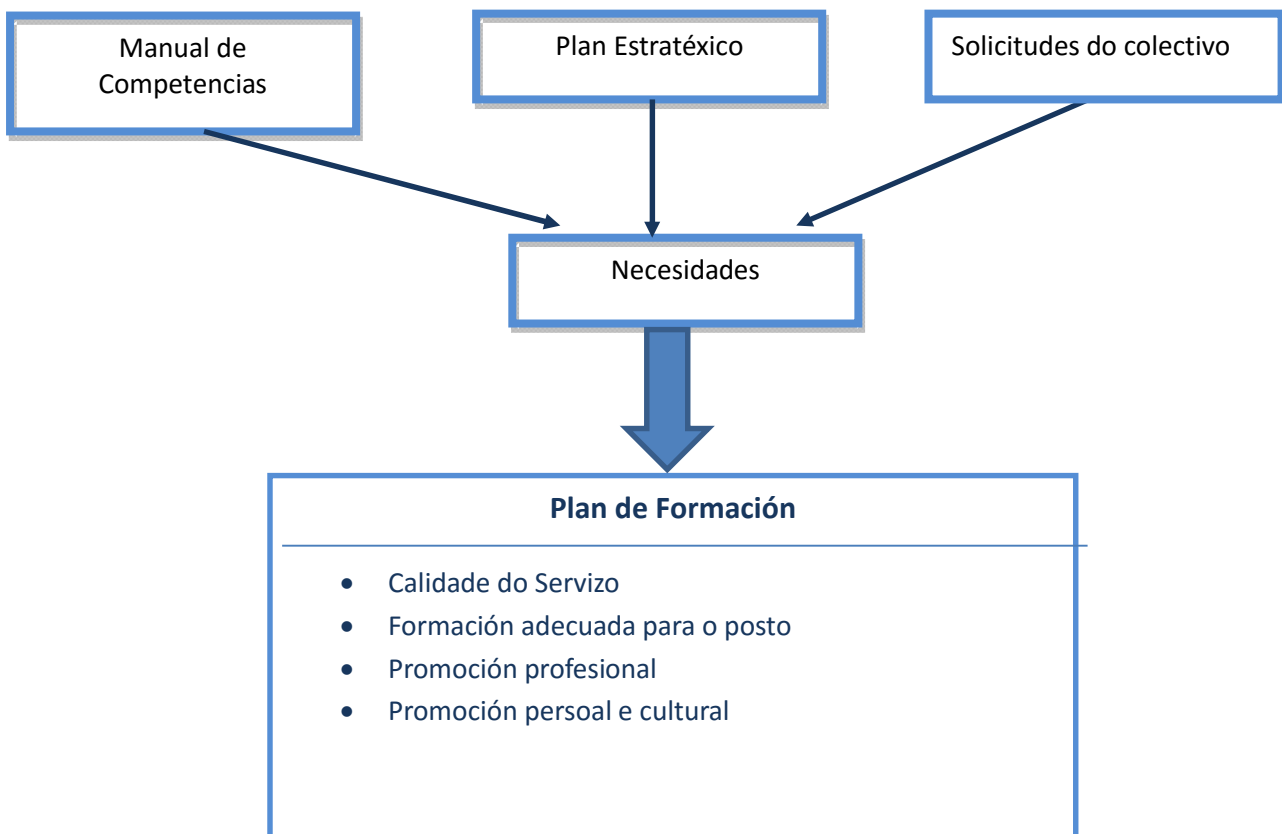 Manual de
Competencias
Plan Estratéxico
Solicitudes do colectivo
Necesidades
Plan de Formación
• Calidade do Servizo
• Formación adecuada para o posto
• Promoción profesional
• Promoción persoal e cultural